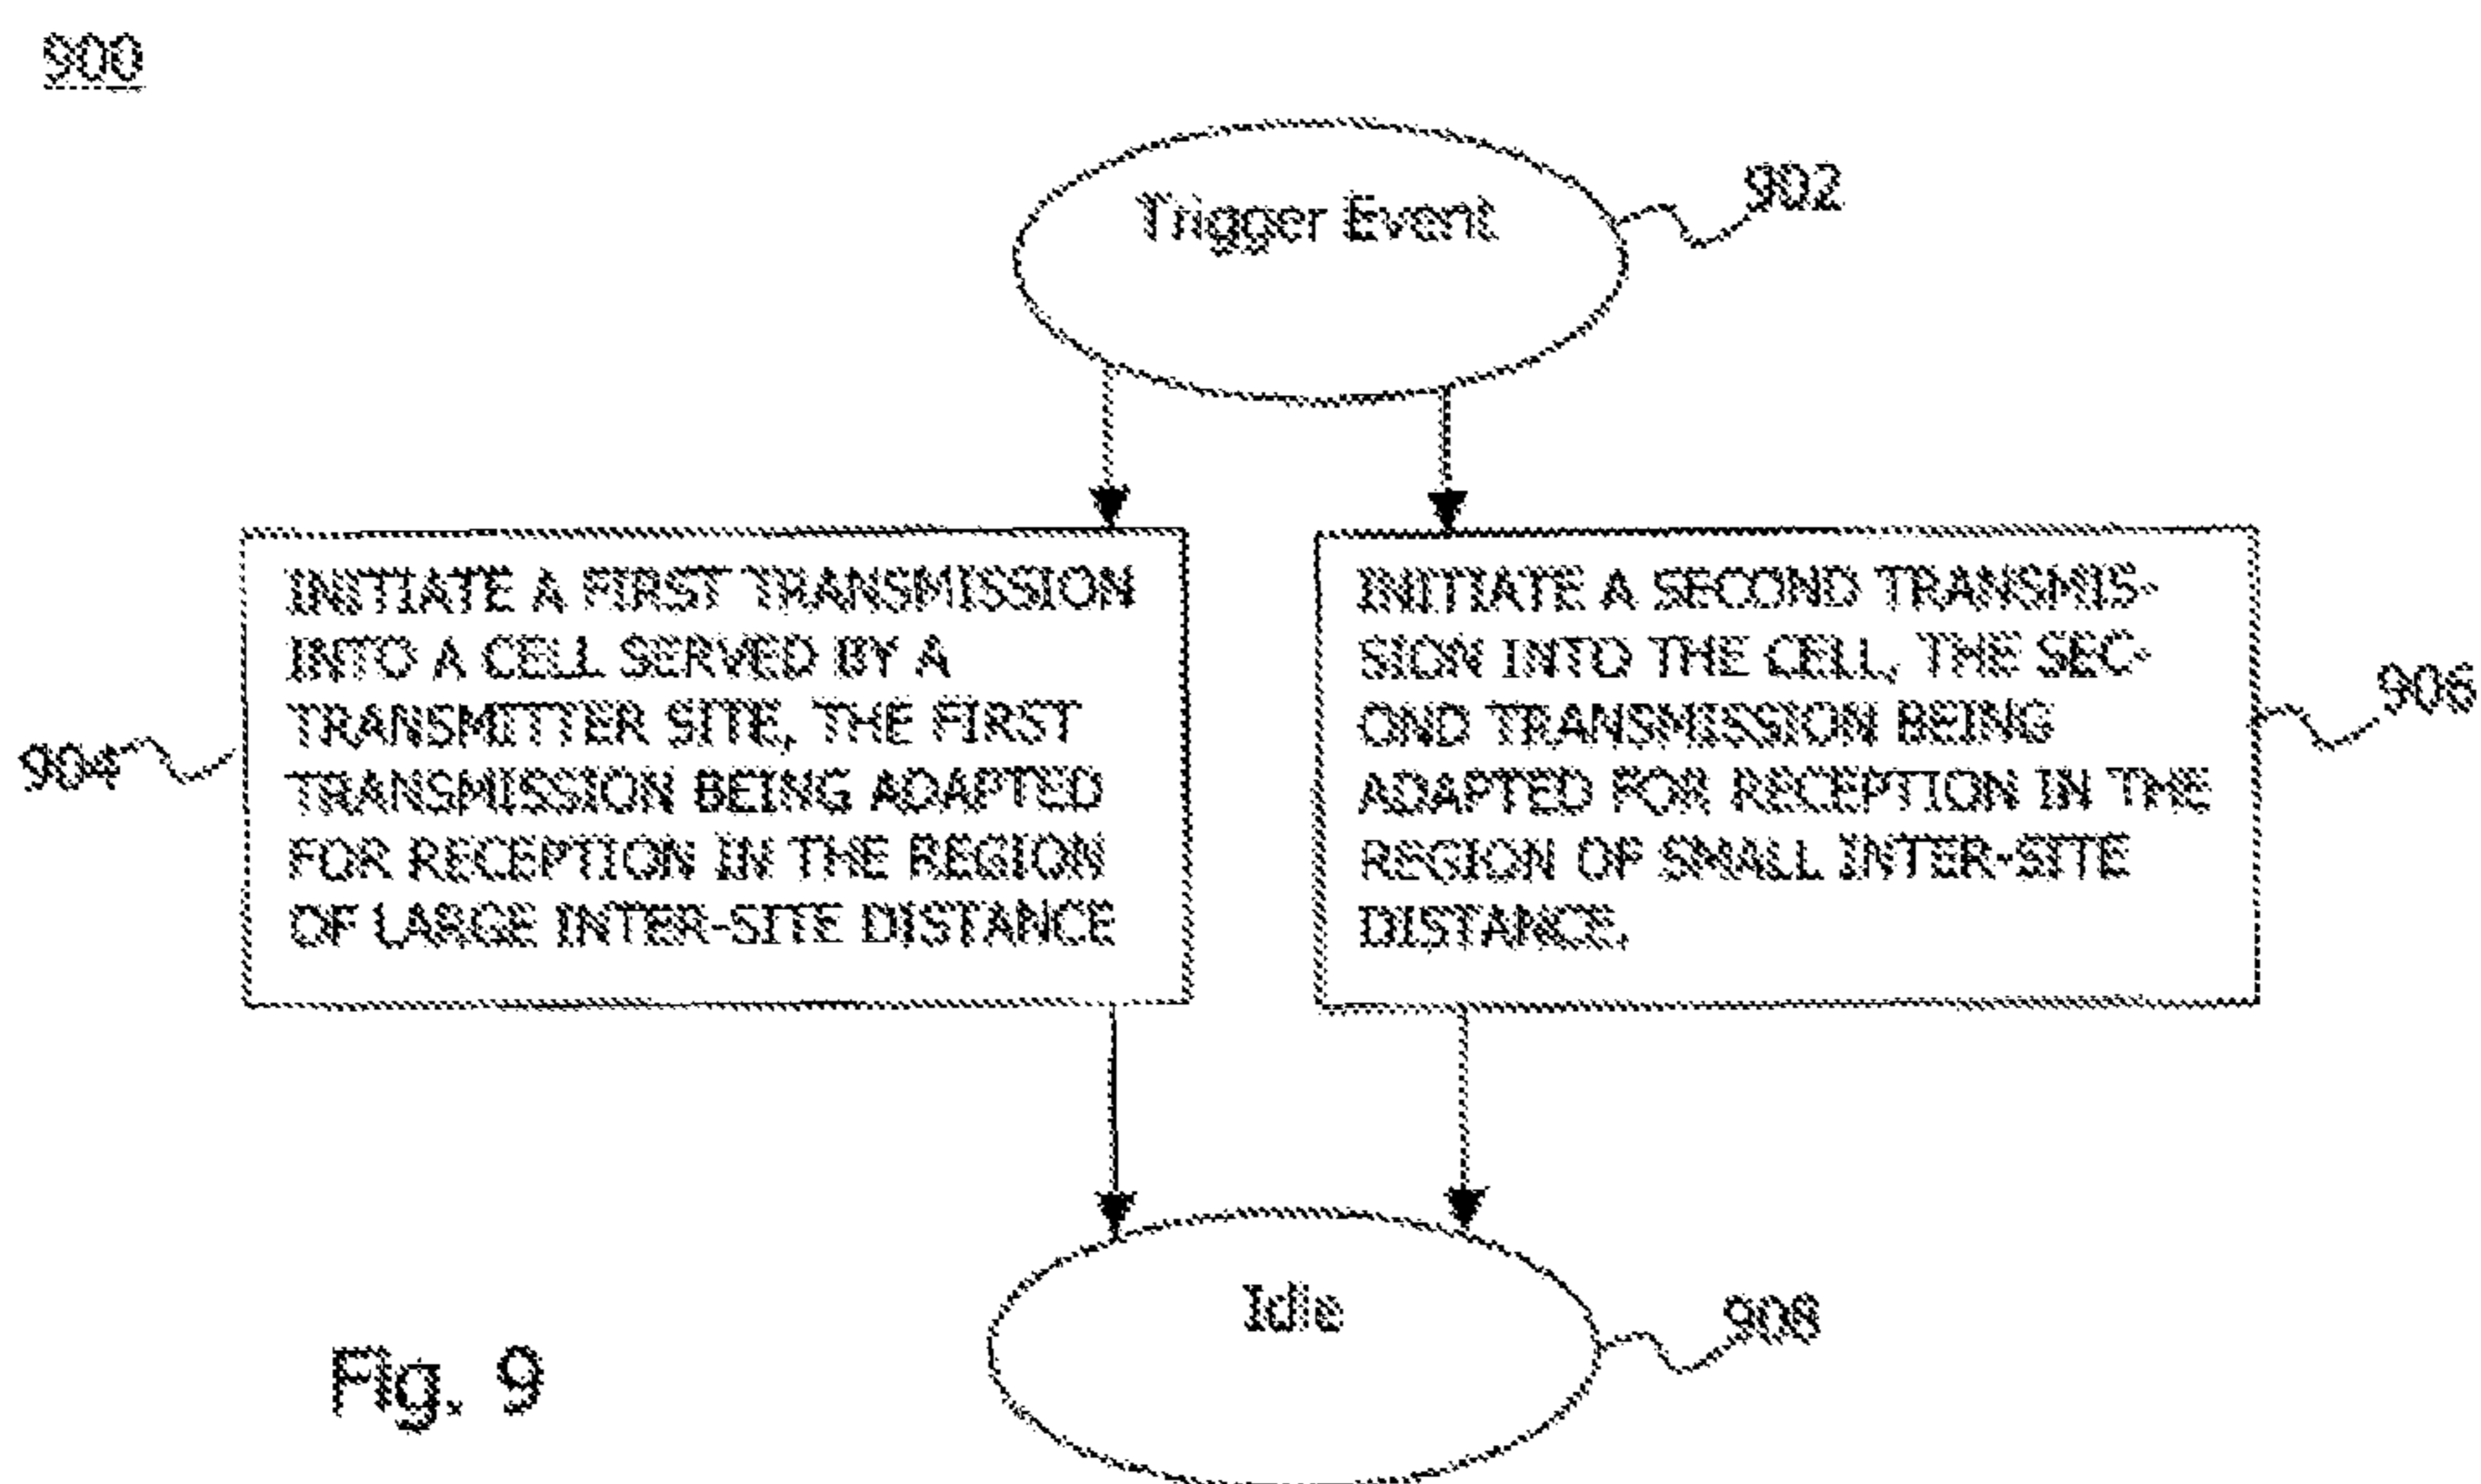 900
Trigger Event
902
INITIATE A FIRST TRANSMISSION
INTO A CELL SERVED BY A
TRANSMITTER SITE, THE FIRST
TRANSMISSION BEING ADAPTED
FOR RECEPTION IN THE REGION
OF LARGE INTER-SITE DISTANCE
904
INITIATE A SECOND TRANSMIS-
SION INTO THE CELL, THE SEC-
OND TRANSMISSION BEING
ADAPTED FOR RECEPTION IN THE
REGION OF SMALL INTER-SITE
DISTANCE.
906
Idle
908
Fig. 9